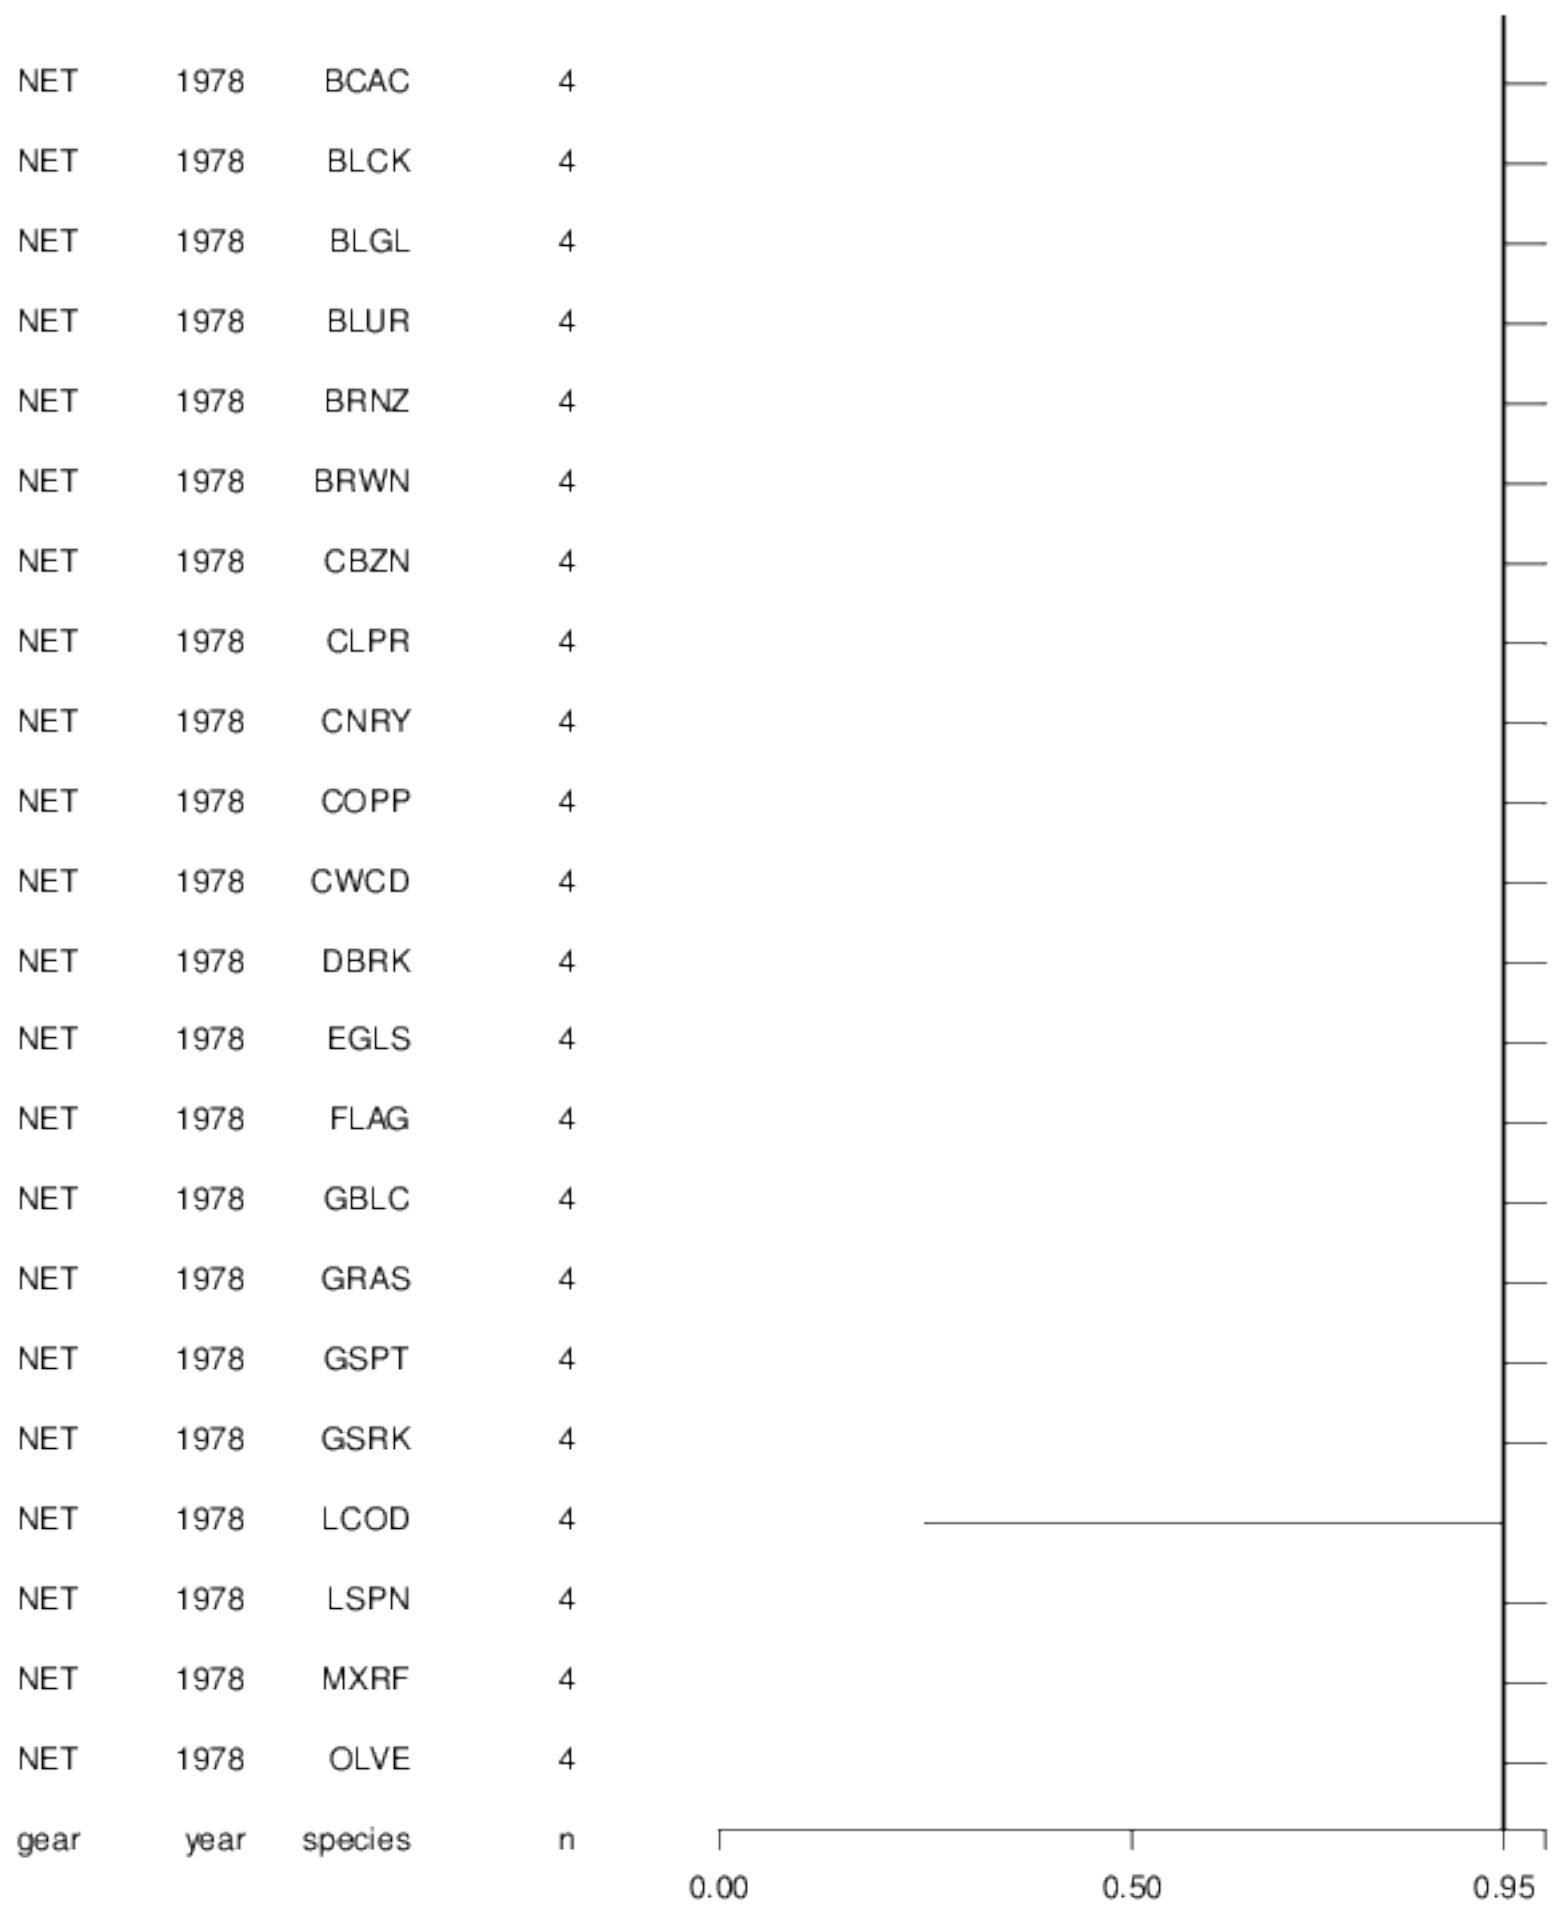 NET 1978 BCAC 4
NET 1978 BLCK 4
NET 1978 BLGL 4
NET 1978 BLUR 4
NET 1978 BRNZ 4
NET 1978 BRWN 4
NET 1978 CBZN 4
NET 1978 CLPR 4
NET 1978 CNRY 4
NET 1978 COPP 4
NET 1978 CWCD 4
NET 1978 DBRK 4
NET 1978 EGLS 4
NET 1978 FLAG 4
NET 1978 GBLC 4
NET 1978 GRAS 4
NET 1978 GSPT 4
NET 1978 GSRK 4
NET 1978 LCOD 4
NET 1978 LSPN 4
NET 1978 MXRF 4
NET 1978 OLVE 4
gear year species n
0.00 0.50 0.95